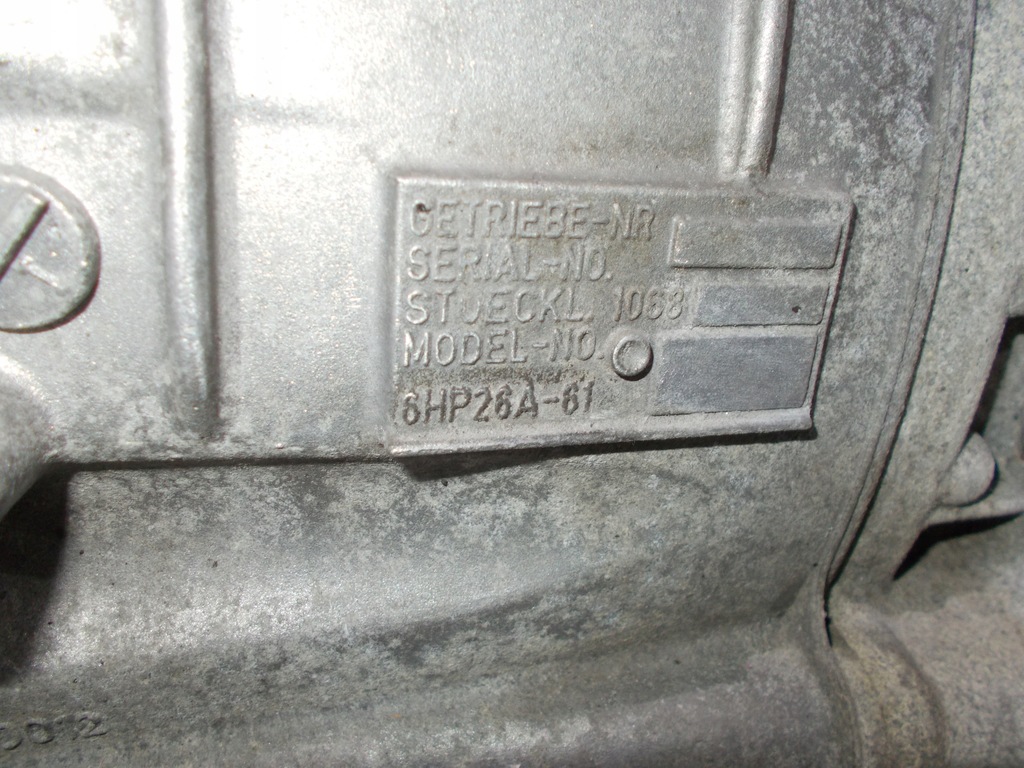 GETRIEBE-NR
SERIAL-NO.
STUECKL. 1068
MODEL-NO.
6HP26A-61